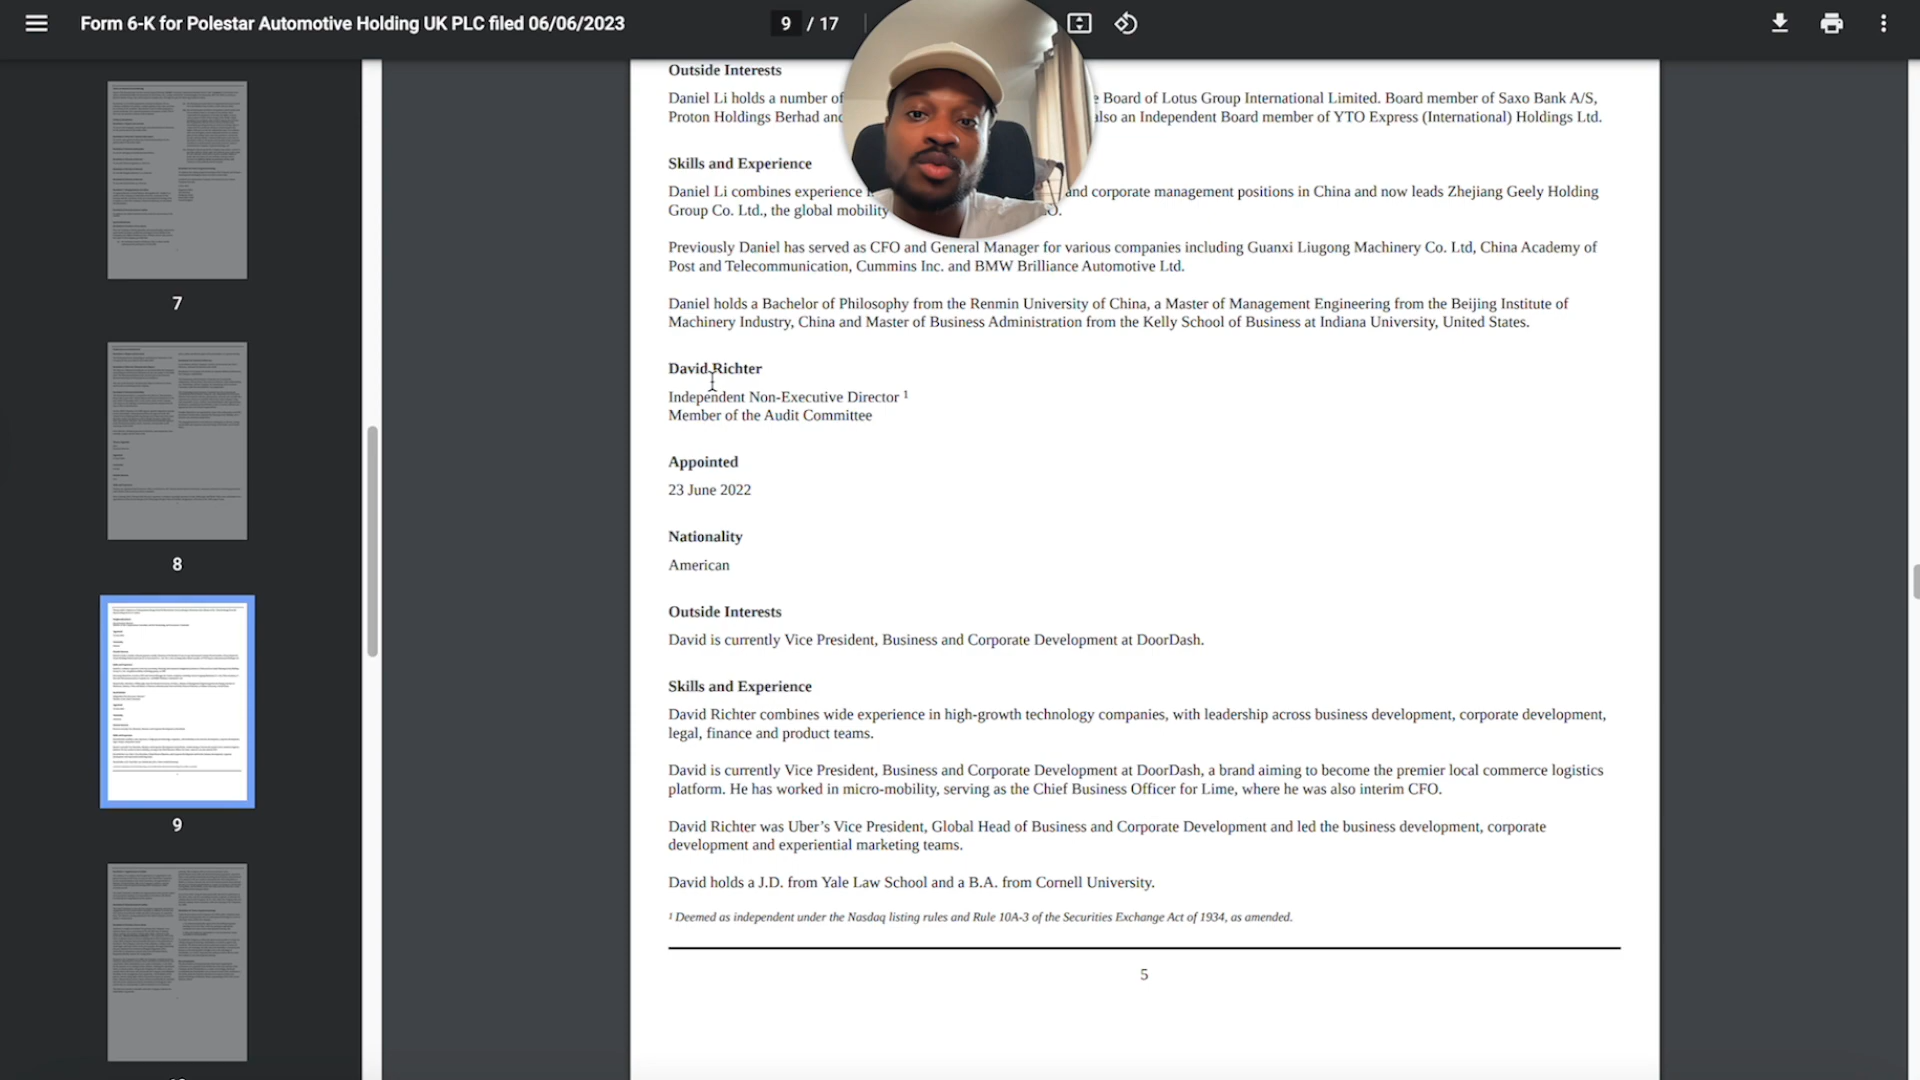 Form 6-K for Polestar Automotive Holding UK PLC filed 06/06/2023
9 / 17
7
8
9
Outside Interests
Daniel Li holds a number of Board of Lotus Group International Limited. Board member of Saxo Bank A/S,
Proton Holdings Berhad also an Independent Board member of YTO Express (International) Holdings Ltd.
Skills and Experience
Daniel Li combines experience and corporate management positions in China and now leads Zhejiang Geely Holding
Group Co. Ltd., the global mobility
Previously Daniel has served as CFO and General Manager for various companies including Guanxi Liugong Machinery Co. Ltd, China Academy of
Post and Telecommunication, Cummins Inc. and BMW Brilliance Automotive Ltd.
Daniel holds a Bachelor of Philosophy from the Renmin University of China, a Master of Management Engineering from the Beijing Institute of
Machinery Industry, China and Master of Business Administration from the Kelly School of Business at Indiana University, United States.
David Richter
Independent Non-Executive Director 1
Member of the Audit Committee
Appointed
23 June 2022
Nationality
American
Outside Interests
David is currently Vice President, Business and Corporate Development at DoorDash.
Skills and Experience
David Richter combines wide experience in high-growth technology companies, with leadership across business development, corporate development,
legal, finance and product teams.
David is currently Vice President, Business and Corporate Development at DoorDash, a brand aiming to become the premier local commerce logistics
platform. He has worked in micro-mobility, serving as the Chief Business Officer for Lime, where he was also interim CFO.
David Richter was Uber's Vice President, Global Head of Business and Corporate Development and led the business development, corporate
development and experiential marketing teams.
David holds a J.D. from Yale Law School and a B.A. from Cornell University.
1 Deemed as independent under the Nasdaq listing rules and Rule 10A-3 of the Securities Exchange Act of 1934, as amended.
5